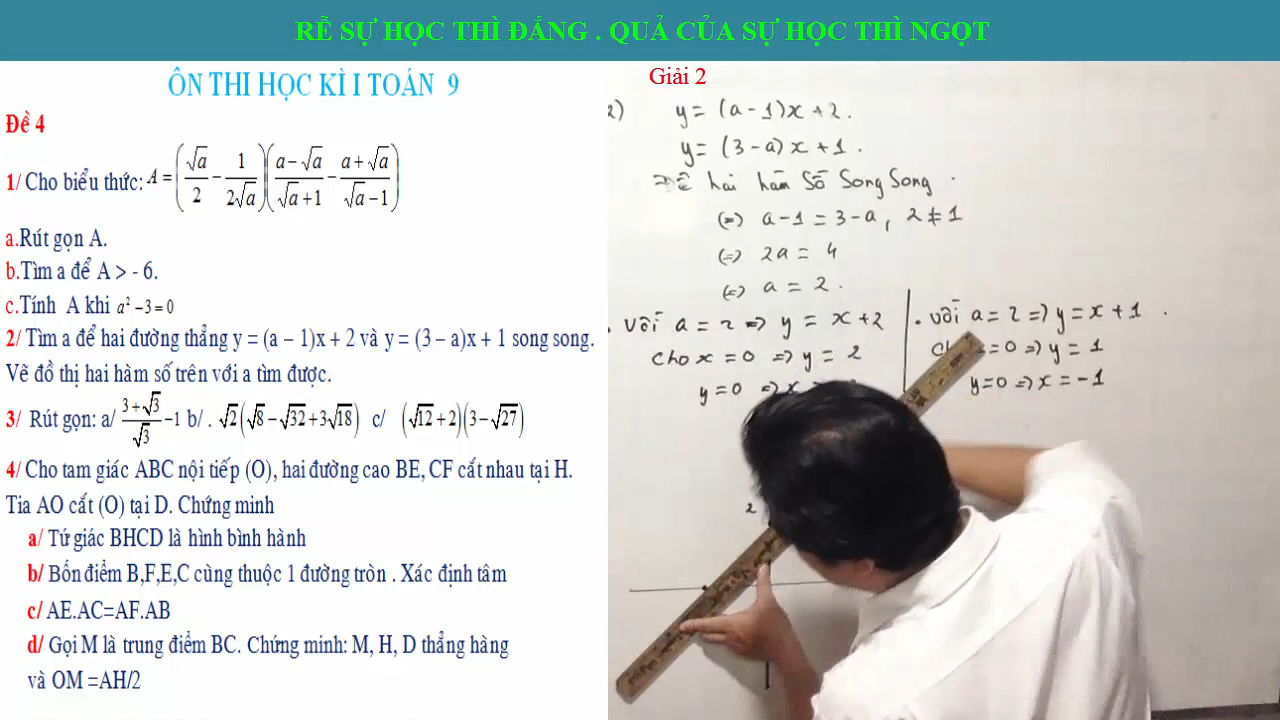 RỄ SỰ HỌC THÌ ĐẮNG . QUẢ CỦA SỰ HỌC THÌ NGỌT
ÔN THI HỌC KÌ I TOÁN 9
Đề 4
1/ Cho biểu thức: A = (√a/2 − 1/(2√a))((a − √a)/(√a + 1) − (a + √a)/(√a − 1))
a.Rút gọn A.
b.Tìm a để A > - 6.
c.Tính A khi a² − 3 = 0
2/ Tìm a để hai đường thẳng y = (a – 1)x + 2 và y = (3 – a)x + 1 song song.
Vẽ đồ thị hai hàm số trên với a tìm được.
3/ Rút gọn: a/ (3 + √3)/√3 − 1 b/ . √2(√8 − √32 + 3√18) c/ (√12 + 2)(3 − √27)
4/ Cho tam giác ABC nội tiếp (O), hai đường cao BE, CF cắt nhau tại H.
Tia AO cắt (O) tại D. Chứng minh
a/ Tứ giác BHCD là hình bình hành
b/ Bốn điểm B,F,E,C cùng thuộc 1 đường tròn . Xác định tâm
c/ AE.AC=AF.AB
d/ Gọi M là trung điểm BC. Chứng minh: M, H, D thẳng hàng
và OM =AH/2
Giải 2
2) y = (a - 1)x + 2.
y = (3 - a) x + 1 .
hai hàm số song song .
(=) a - 1 = 3 - a , 2 ≠ 1
(=) 2a = 4
(=) a = 2 .
. Với a = 2 => y = x + 2
cho x = 0 => y = 2
y = 0 => x =
. với a = 2 => y = x + 1 .
= 0 => y = 1
y = 0 => x = - 1
2